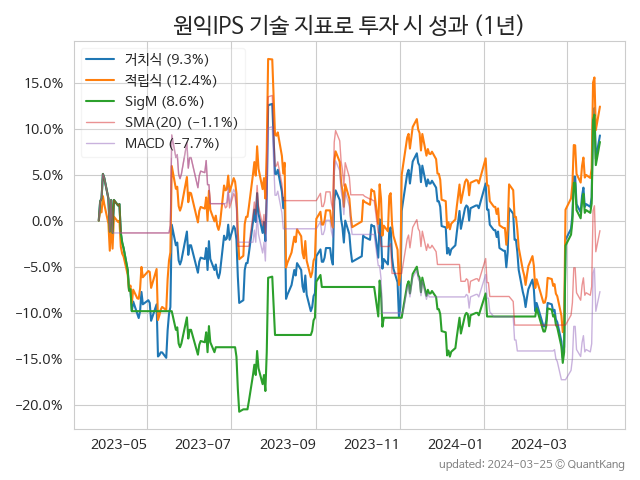 원익IPS 기술 지표로 투자 시 성과 (1년)
거치식 (9.3%)
적립식 (12.4%)
SigM (8.6%)
SMA(20) (−1.1%)
MACD (−7.7%)
15.0%
10.0%
5.0%
0.0%
−5.0%
−10.0%
−15.0%
−20.0%
2023-05 2023-07 2023-09 2023-11 2024-01 2024-03
updated: 2024-03-25 © QuantKang